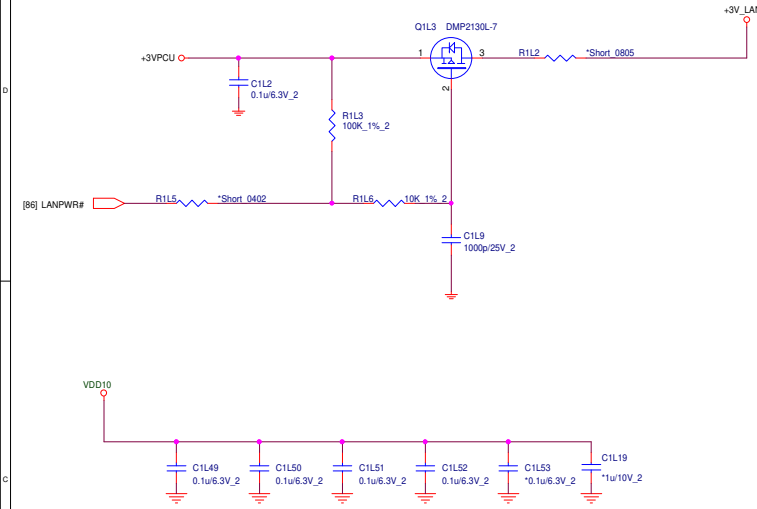 +3V_LAN
Q1L3 DMP2130L-7
+3VPCU
1
3
R1L2 *Short_0805
C1L2
0.1u/6.3V_2
2
D
R1L3
100K_1%_2
[86] LANPWR#
R1L5 *Short_0402
R1L6 10K_1%_2
C1L9
1000p/25V_2
VDD10
C1L49
0.1u/6.3V_2
C1L50
0.1u/6.3V_2
C1L51
0.1u/6.3V_2
C1L52
0.1u/6.3V_2
C1L53
*0.1u/6.3V_2
C1L19
*1u/10V_2
C